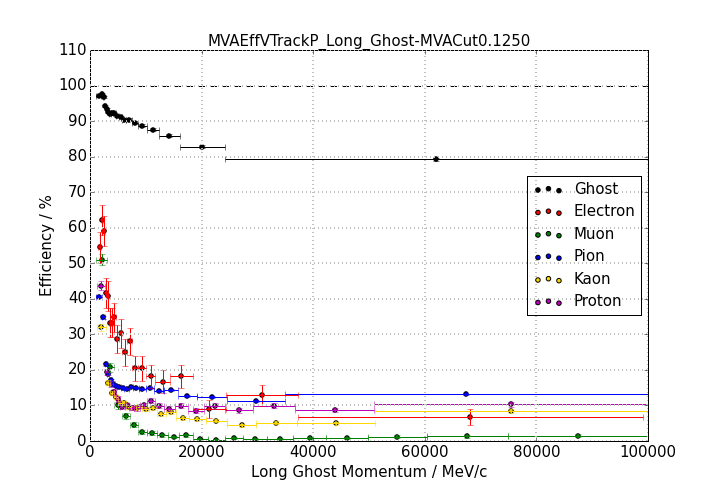 MVAEffVTrackP_Long_Ghost-MVACut0.1250
110
100
90
80
70
60
50
40
30
20
10
0
Efficiency / %
Ghost
Electron
Muon
Pion
Kaon
Proton
0 20000 40000 60000 80000 100000
Long Ghost Momentum / MeV/c